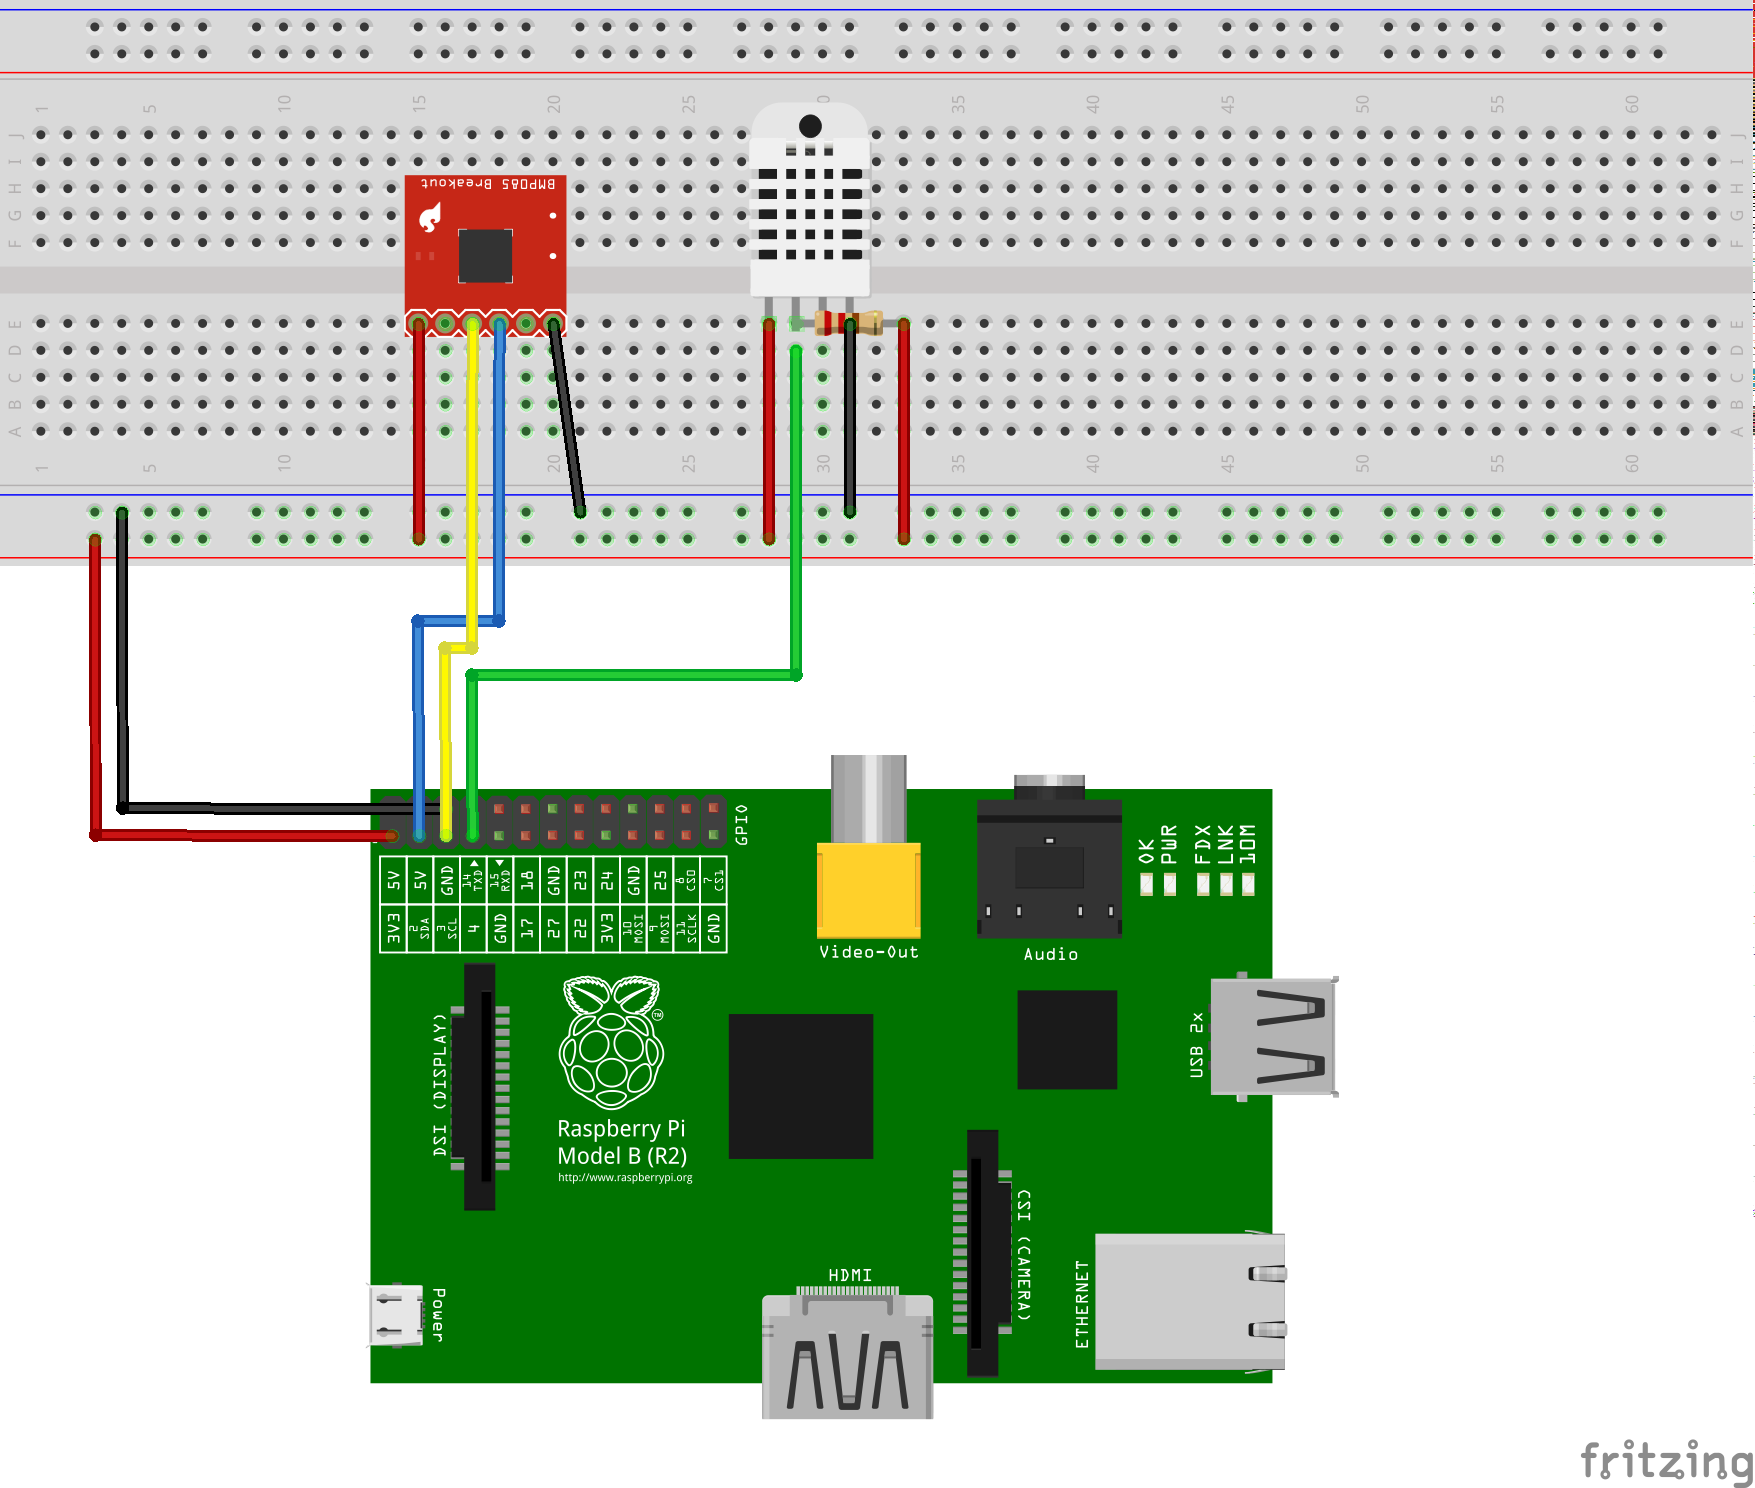 1 5 10 15 20 25 30 35 40 45 50 55 60
J J
I I
H H
G G
F F
BMP085 Breakout
E E
D D
C C
B B
A A
1 5 10 15 20 25 30 35 40 45 50 55 60
GPIO
5V 5V GND 14 TXD 15 RXD 18 GND 23 24 GND 25 8 CS0 7 CS1
3V3 2 SDA 3 SCL 4 GND 17 27 22 3V3 10 MOSI 9 MOSI 11 SCLK GND
OK PWR FDX LNK 10M
Video-Out
Audio
DSI (DISPLAY)
TM
USB 2x
Raspberry Pi
Model B (R2)
http://www.raspberrypi.org
CSI (CAMERA)
Power
HDMI
ETHERNET
fritzing